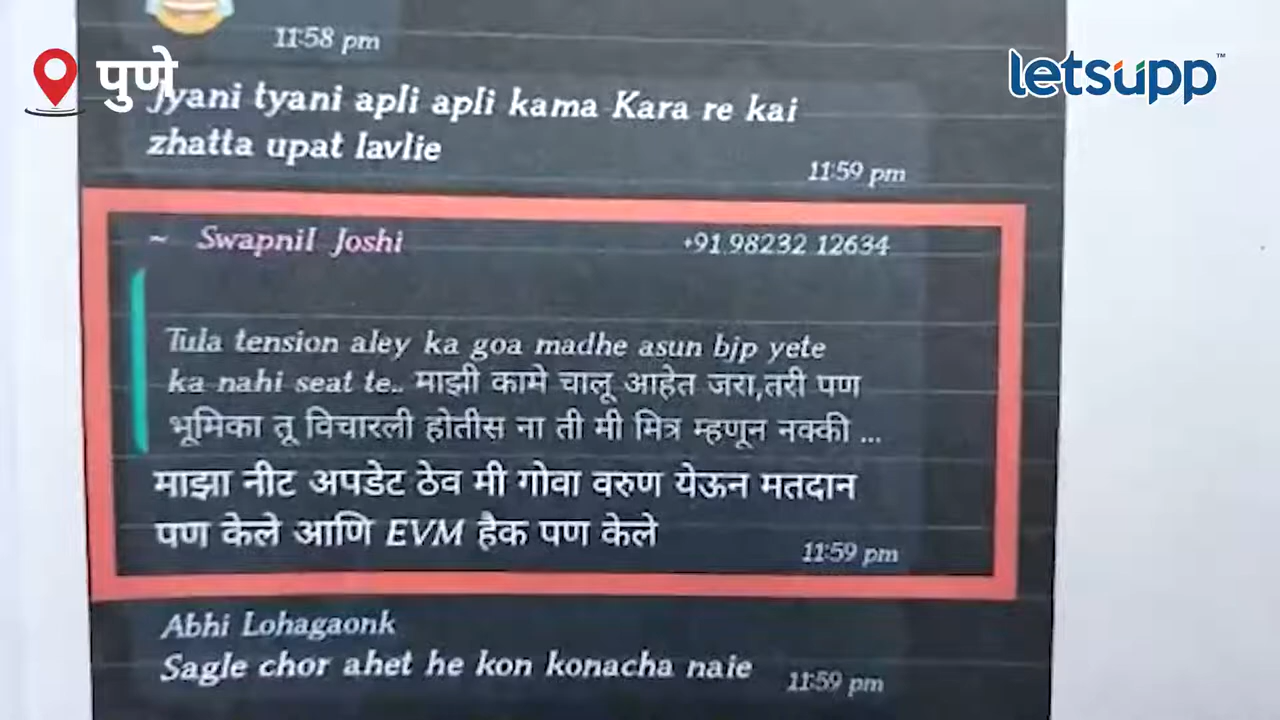 11:58 pm
पुणे
letsupp™
Jyani tyani apli apli kama Kara re kai
zhatta upat lavlie
11:59 pm
~ Swapnil Joshi +91 98232 12634
Tula tension aley ka goa madhe asun bjp yete
ka nahi seat te.. माझी कामे चालू आहेत जरा,तरी पण
भूमिका तू विचारली होतीस ना ती मी मित्र म्हणून नक्की ...
माझा नीट अपडेट ठेव मी गोवा वरुण येऊन मतदान
पण केले आणि EVM हैक पण केले
11:59 pm
Abhi Lohagaonk
Sagle chor ahet he kon konacha naie
11:59 pm